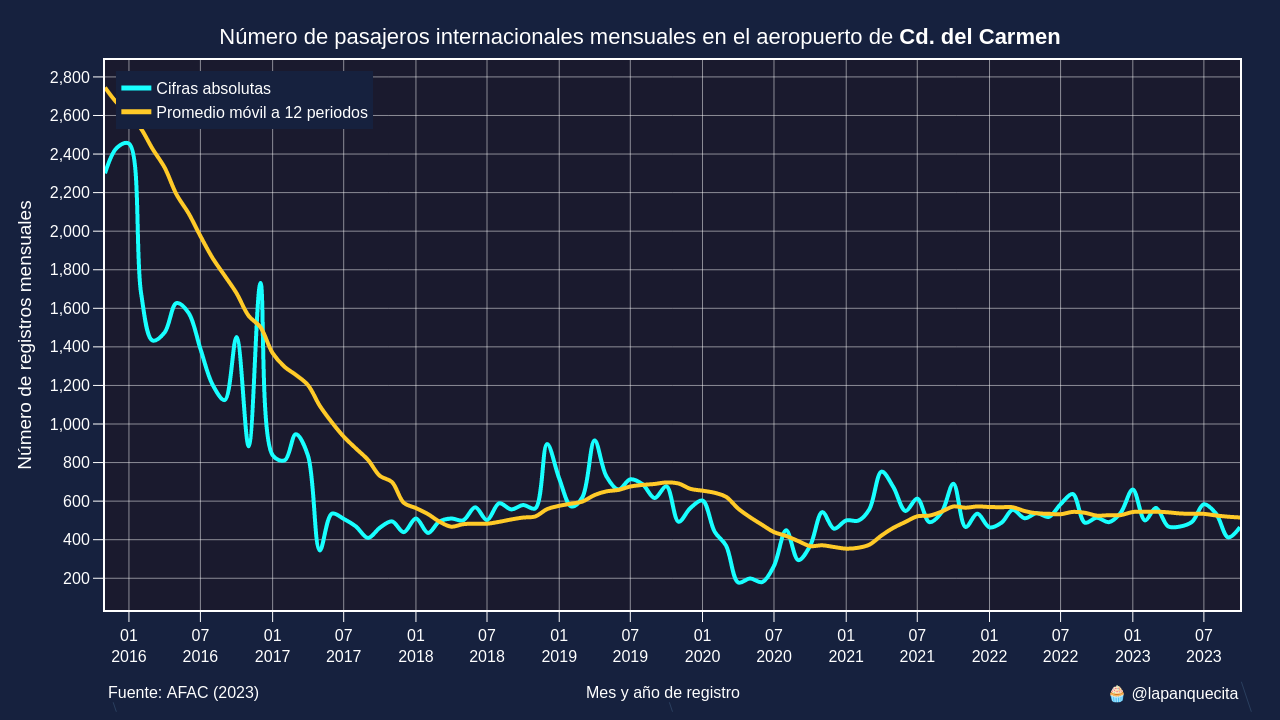 Número de pasajeros internacionales mensuales en el aeropuerto de Cd. del Carmen
Cifras absolutas
Promedio móvil a 12 periodos
Número de registros mensuales
2,800
2,600
2,400
2,200
2,000
1,800
1,600
1,400
1,200
1,000
800
600
400
200
01 07 01 07 01 07 01 07 01 07 01 07 01 07 01 07
2016 2016 2017 2017 2018 2018 2019 2019 2020 2020 2021 2021 2022 2022 2023 2023
Fuente: AFAC (2023)
Mes y año de registro
🧁 @lapanquecita